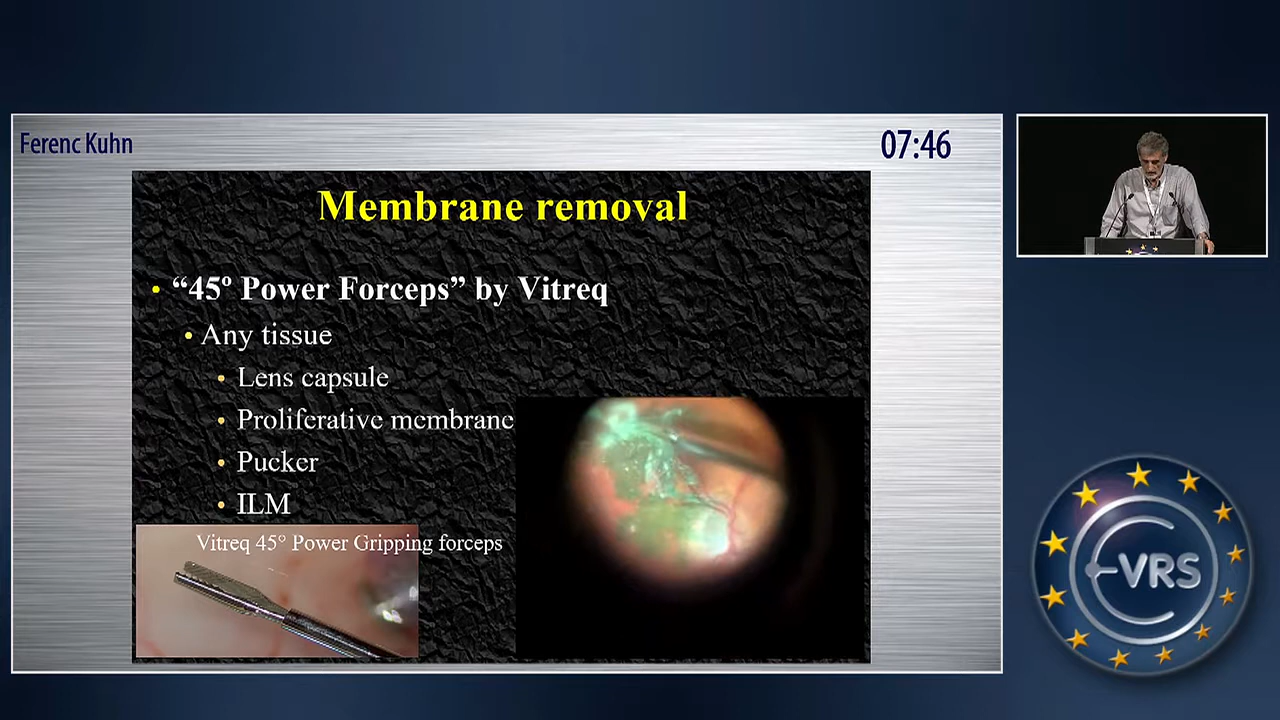 Ferenc Kuhn
07:46
Membrane removal
• “45º Power Forceps” by Vitreq
• Any tissue
• Lens capsule
• Proliferative membrane
• Pucker
• ILM
Vitreq 45° Power Gripping forceps
E-VRS